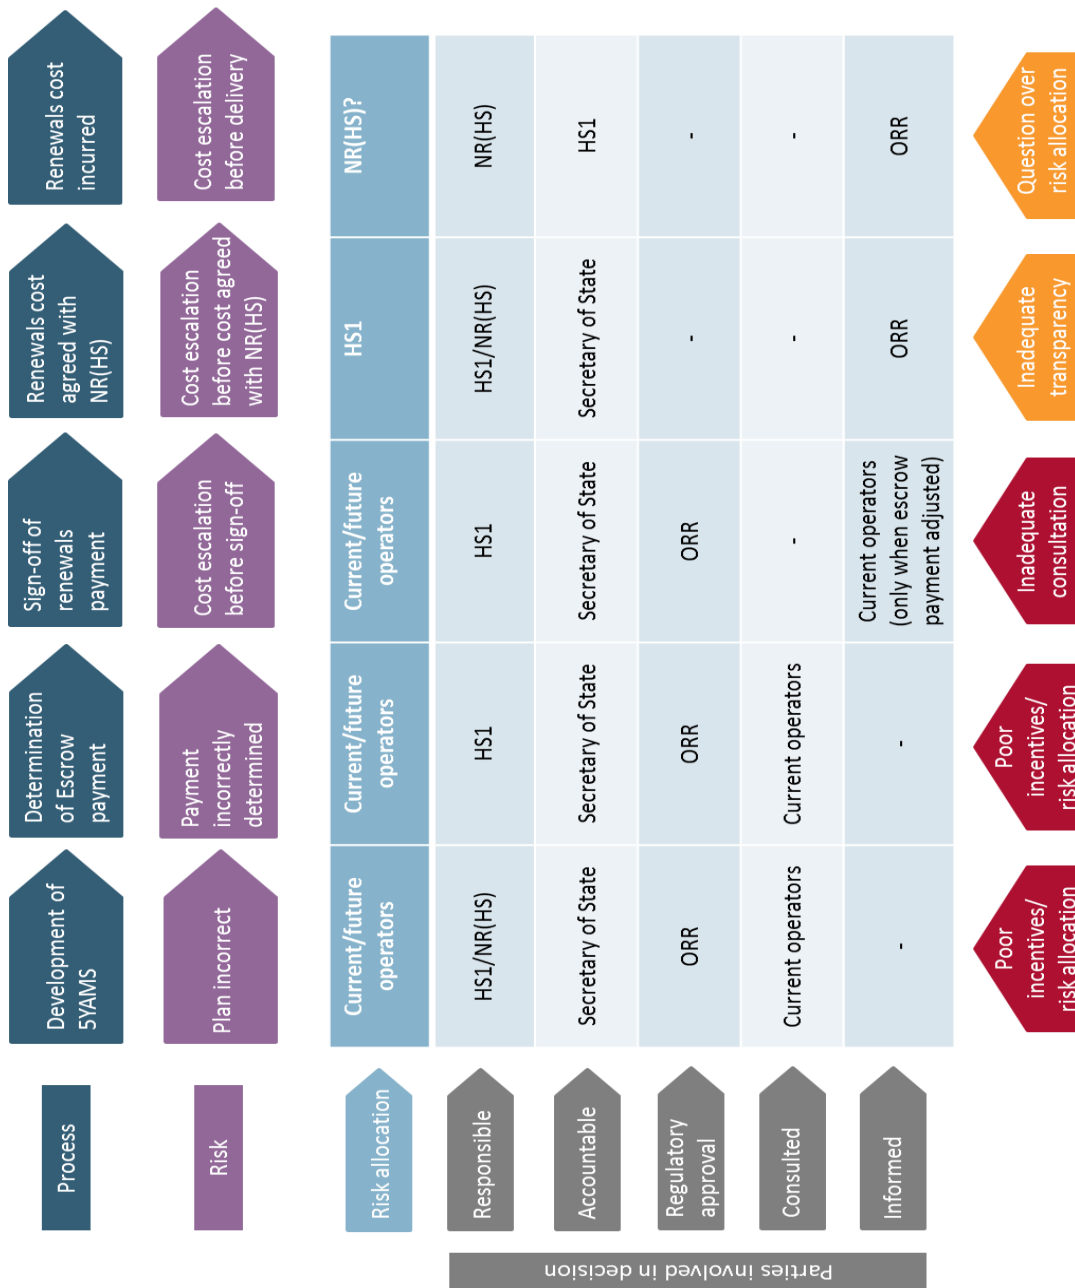 Process
Development of
5YAMS
Determination
of Escrow
payment
Sign-off of
renewals
payment
Renewals cost
agreed with
NR(HS)
Renewals cost
incurred
Risk
Plan incorrect
Payment
incorrectly
determined
Cost escalation
before sign-off
Cost escalation
before cost agreed
with NR(HS)
Cost escalation
before delivery
Risk allocation
Current/future
operators
Current/future
operators
Current/future
operators
HS1
NR(HS)?
Parties involved in decision
Responsible
HS1/NR(HS)
HS1
HS1
HS1/NR(HS)
NR(HS)
Accountable
Secretary of State
Secretary of State
Secretary of State
Secretary of State
HS1
Regulatory
approval
ORR
ORR
ORR
-
-
Consulted
Current operators
Current operators
-
-
-
Informed
-
-
Current operators
(only when escrow
payment adjusted)
ORR
ORR
Poor
incentives/
risk allocation
Poor
incentives/
risk allocation
Inadequate
consultation
Inadequate
transparency
Question over
risk allocation